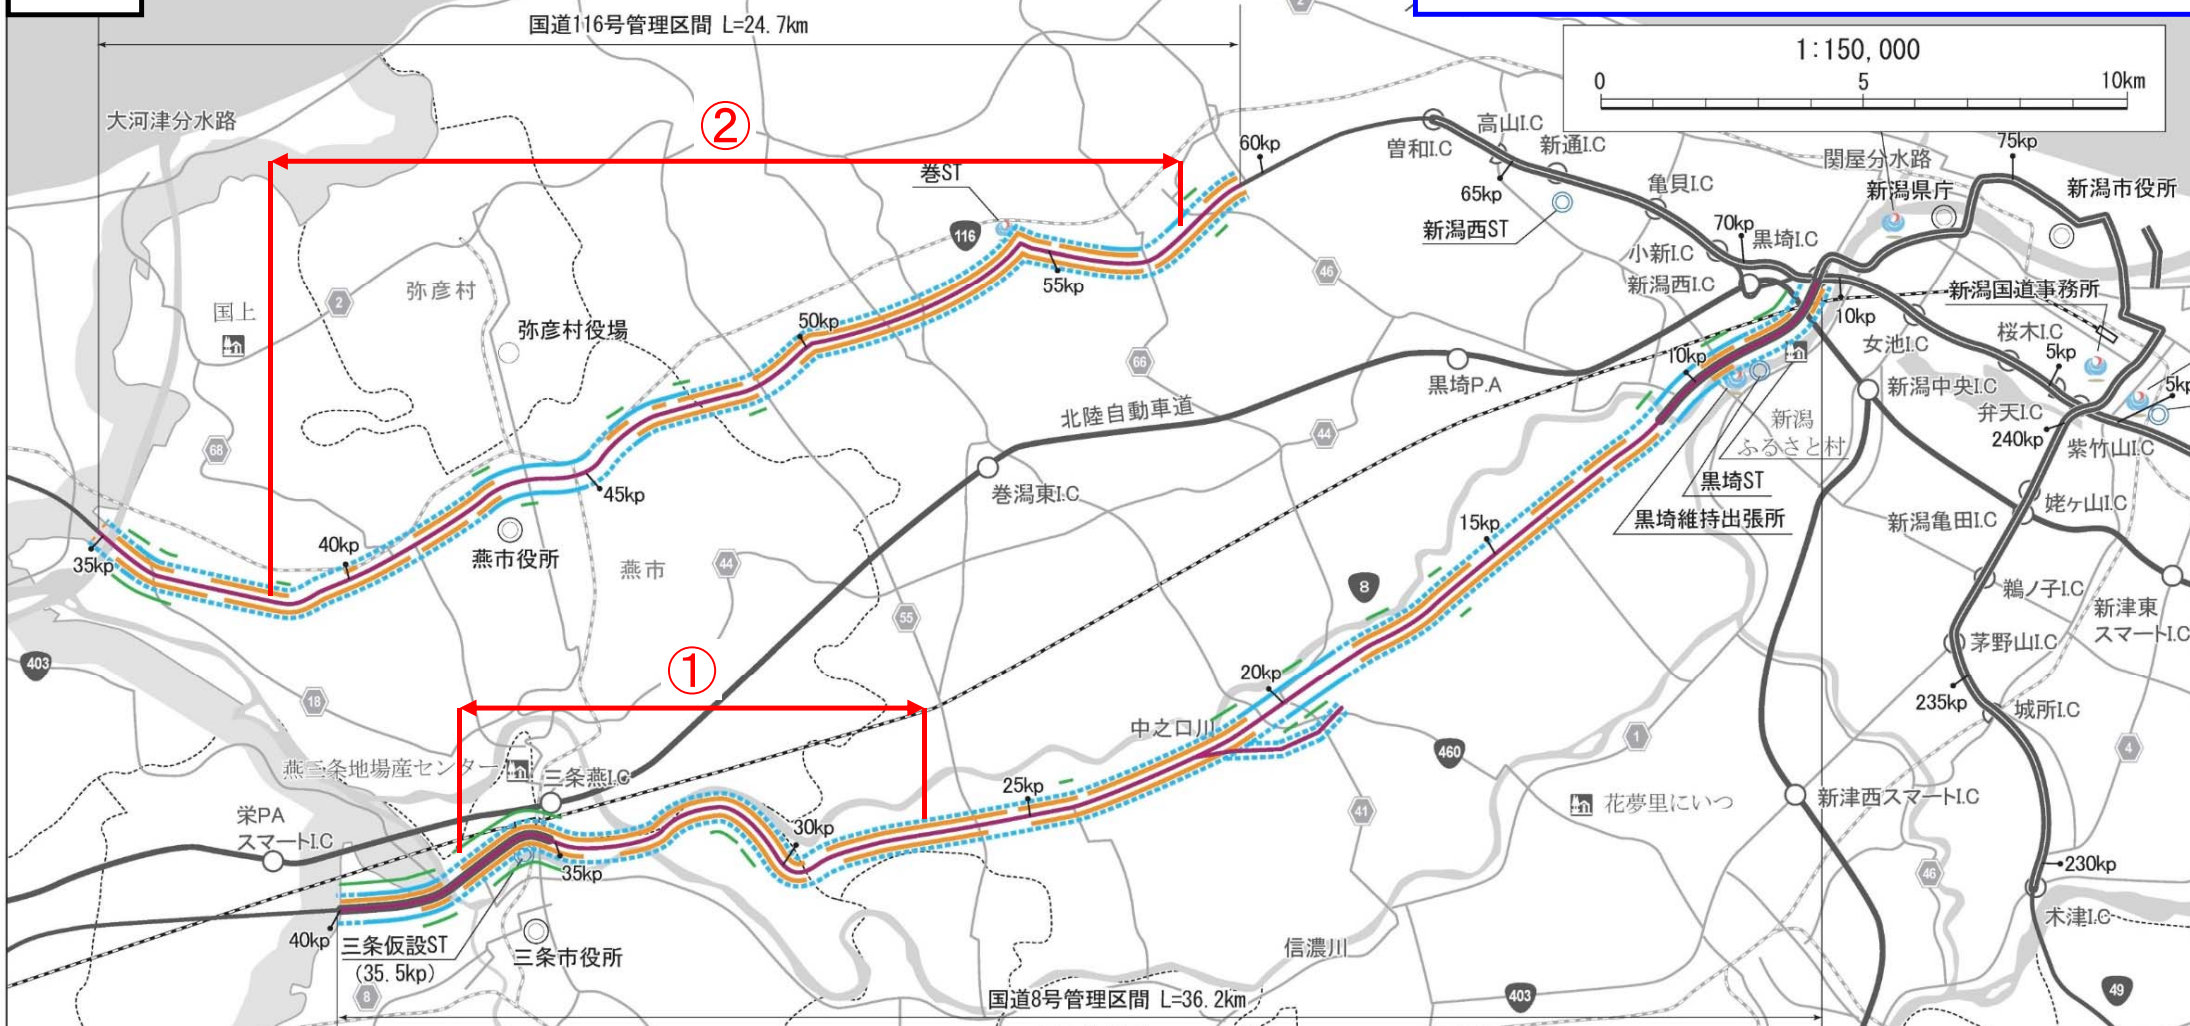 国道116号管理区間 L=24.7km
1:150,000
0
5
10km
大河津分水路
②
巻ST
116
60kp
曽和I.C
高山I.C
新通I.C
65kp
新潟西ST
亀貝I.C
70kp
黒埼I.C
小新I.C
新潟西I.C
関屋分水路
75kp
新潟県庁
新潟市役所
新潟国道事務所
10kp
女池I.C
桜木I.C
5kp
5kp
新潟中央I.C
弁天I.C
240kp
紫竹山I.C
2
46
55kp
国上
2
弥彦村
弥彦村役場
50kp
66
黒埼P.A
10kp
新潟
ふるさと村
黒埼ST
黒埼維持出張所
北陸自動車道
44
68
45kp
巻潟東I.C
15kp
姥ヶ山I.C
新潟亀田I.C
40kp
35kp
燕市役所
燕市
44
8
鵜ノ子I.C
新津東
スマートI.C
55
茅野山I.C
403
①
18
20kp
235kp
城所I.C
中之口川
460
1
4
燕三条地場産センター
三条燕I.C
25kp
41
花夢里にいつ
新津西スマートI.C
栄PA
スマートI.C
30kp
35kp
46
230kp
40kp
三条仮設ST
(35.5kp)
三条市役所
信濃川
古津I.C
8
国道8号管理区間 L=36.2km
403
49